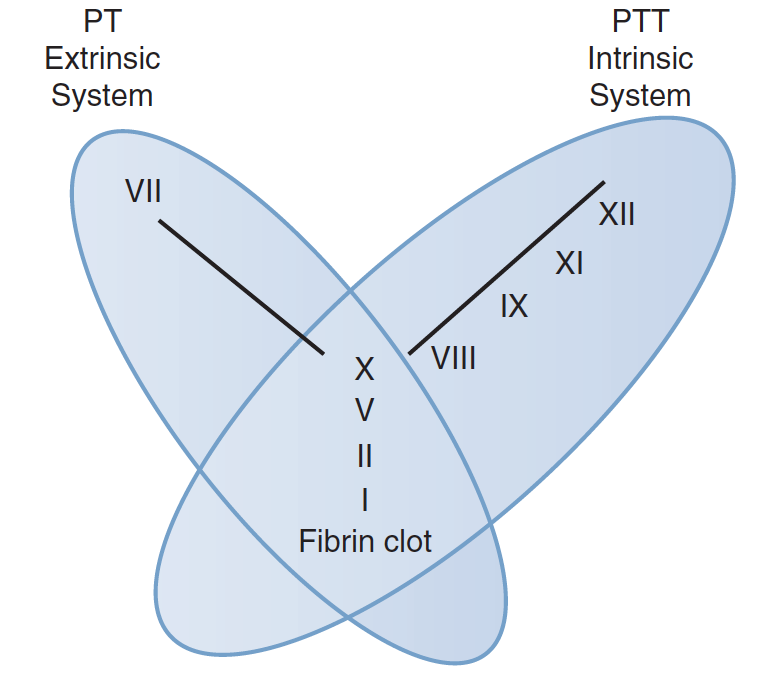 PT
Extrinsic
System
PTT
Intrinsic
System
VII
XII
XI
IX
VIII
X
V
II
I
Fibrin clot